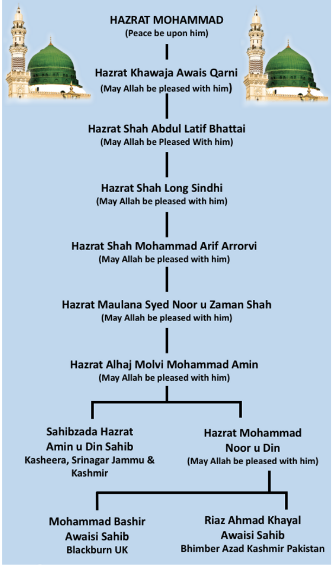 HAZRAT MOHAMMAD
(Peace be upon him)
Hazrat Khawaja Awais Qarni
(May Allah be pleased with him)
Hazrat Shah Abdul Latif Bhattai
(May Allah be Pleased With him)
Hazrat Shah Long Sindhi
(May Allah be pleased with him)
Hazrat Shah Mohammad Arif Arrorvi
(May Allah be pleased with him)
Hazrat Maulana Syed Noor u Zaman Shah
(May Allah be pleased with him)
Hazrat Alhaj Molvi Mohammad Amin
(May Allah be pleased with him)
Sahibzada Hazrat
Amin u Din Sahib
Kasheera, Srinagar Jammu &
Kashmir
Hazrat Mohammad
Noor u Din
(May Allah be pleased with him)
Mohammad Bashir
Awaisi Sahib
Blackburn UK
Riaz Ahmad Khayal
Awaisi Sahib
Bhimber Azad Kashmir Pakistan